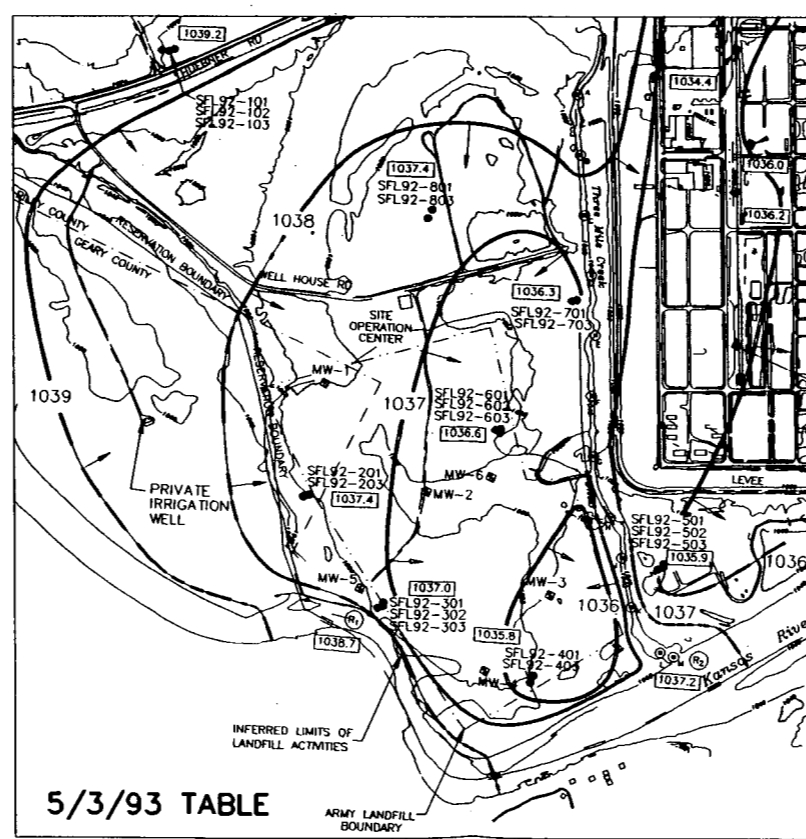 1039.2
HUEBNER RD
SFL92-101
SFL92-102
SFL92-103
1034.4
1037.4
SFL92-801
SFL92-803
1036.0
1036.2
Three Mile Creek
1038
RESERVATION BOUNDARY
GEARY COUNTY
WELL HOUSE RD
1036.3
SFL92-701
SFL92-703
SITE
OPERATION
CENTER
MW-1
RESERVATION BOUNDARY
1039
1037
SFL92-601
SFL92-602
SFL92-603
1036.6
MW-6
MW-2
SFL92-201
SFL92-203
1037.4
PRIVATE
IRRIGATION
WELL
LEVEE
SFL92-501
SFL92-502
SFL92-503
1035.9
1036
MW-5
1037.0
SFL92-301
SFL92-302
SFL92-303
MW-3
1036
1037
R1
1038.7
1035.8
SFL92-401
SFL92-403
R2
1037.2
Kansas River
INFERRED LIMITS OF
LANDFILL ACTIVITIES
5/3/93 TABLE
ARMY LANDFILL
BOUNDARY